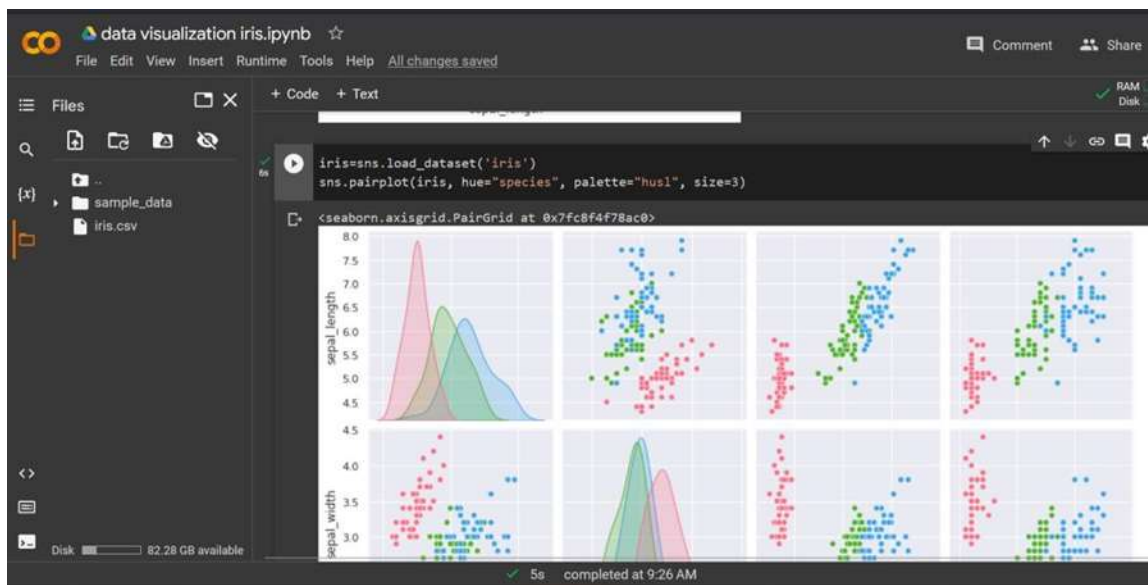 data visualization iris.ipynb
File Edit View Insert Runtime Tools Help All changes saved
Comment Share
Files
+ Code + Text
RAM
Disk
sepal_length
{x}
..
sample_data
iris.csv
6s
iris=sns.load_dataset('iris')
sns.pairplot(iris, hue="species", palette="husl", size=3)
<seaborn.axisgrid.PairGrid at 0x7fc8f4f78ac0>
8.0
7.5
7.0
6.5
6.0
5.5
5.0
4.5
sepal_length
4.5
4.0
3.5
3.0
sepal_width
Disk 82.28 GB available
5s completed at 9:26 AM